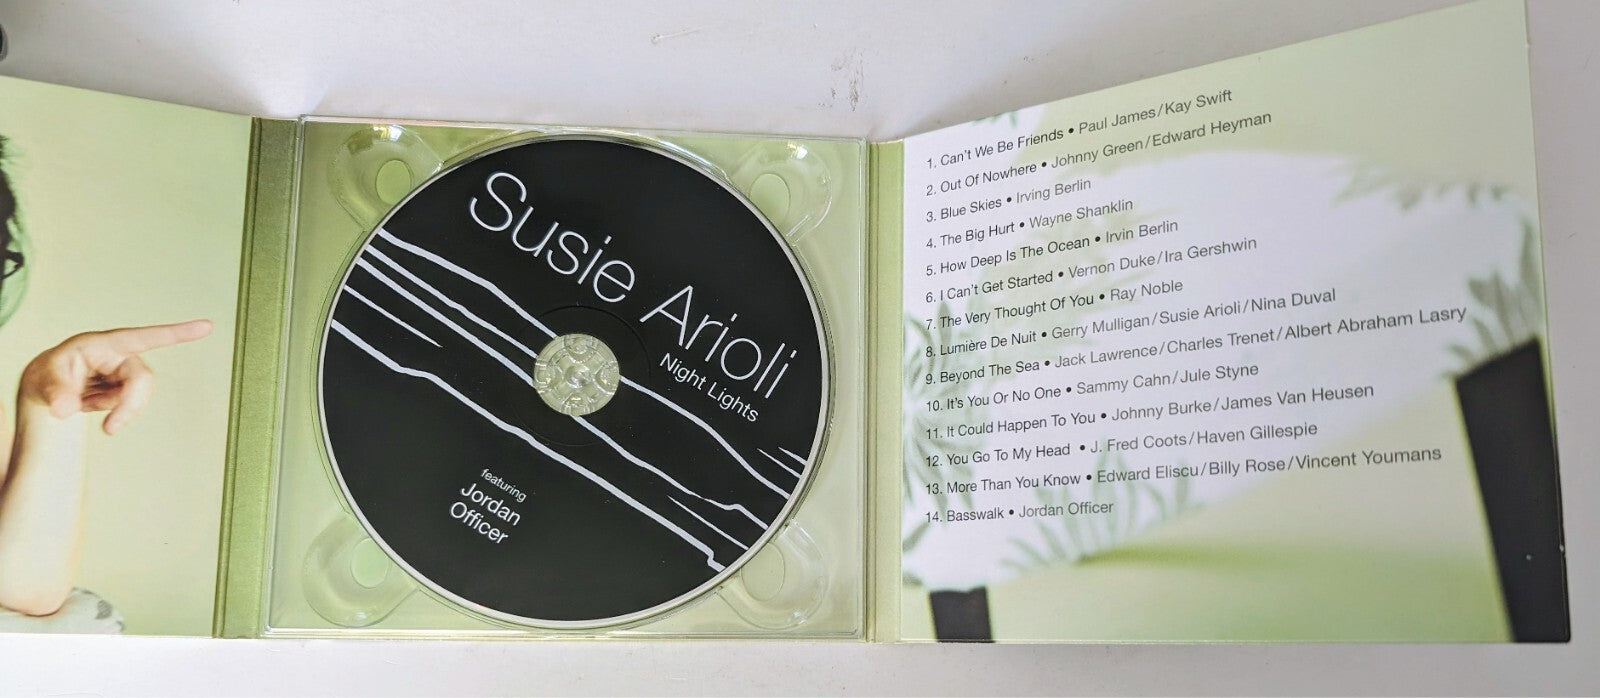 Susie Arioli
Night Lights
featuring
Jordan
Officer
1. Can't We Be Friends • Paul James/Kay Swift
2. Out Of Nowhere • Johnny Green/Edward Heyman
3. Blue Skies • Irving Berlin
4. The Big Hurt • Wayne Shanklin
5. How Deep Is The Ocean • Irvin Berlin
6. I Can't Get Started • Vernon Duke/Ira Gershwin
7. The Very Thought Of You • Ray Noble
8. Lumière De Nuit • Gerry Mulligan/Susie Arioli/Nina Duval
9. Beyond The Sea • Jack Lawrence/Charles Trenet/Albert Abraham Lasry
10. It's You Or No One • Sammy Cahn/Jule Styne
11. It Could Happen To You • Johnny Burke/James Van Heusen
12. You Go To My Head • J. Fred Coots/Haven Gillespie
13. More Than You Know • Edward Eliscu/Billy Rose/Vincent Youmans
14. Basswalk • Jordan Officer